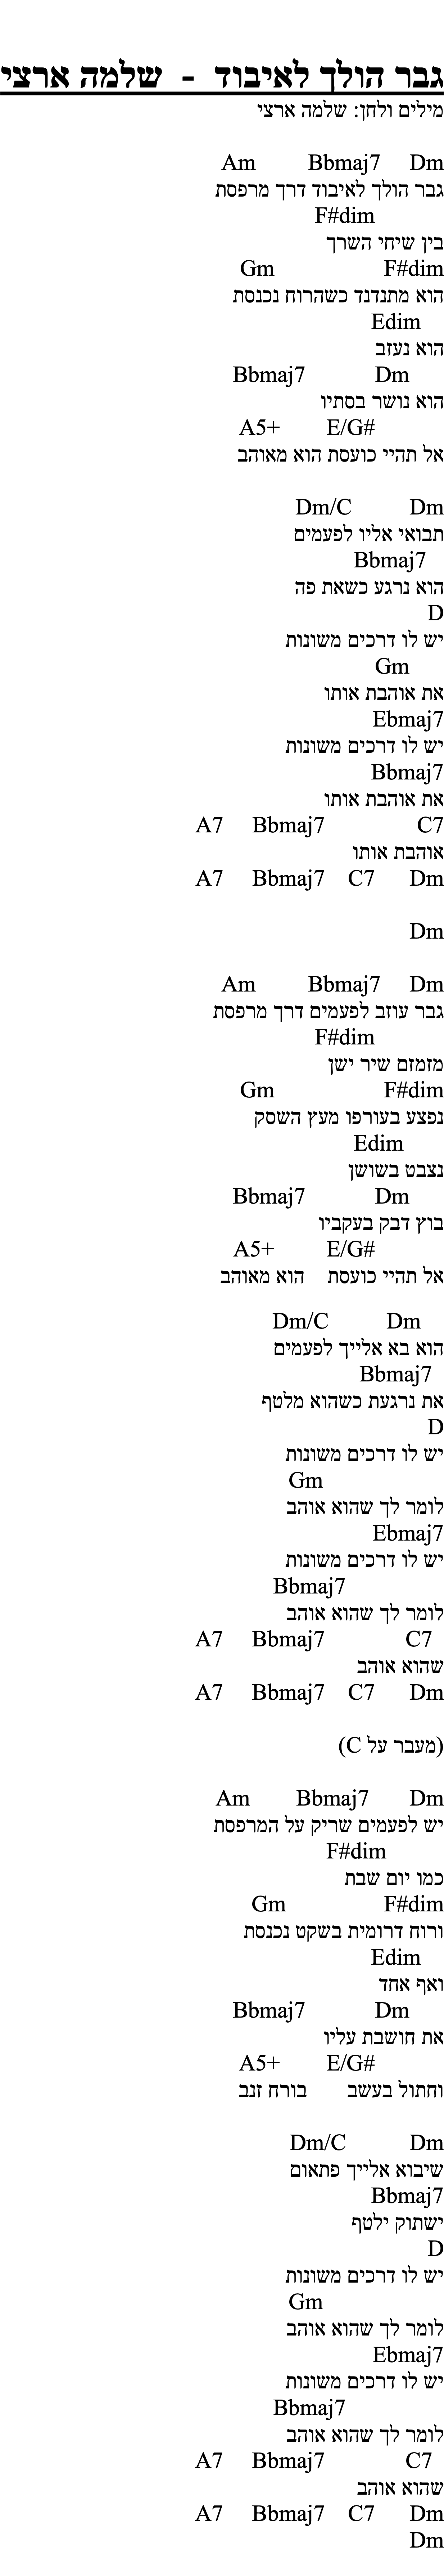 גבר הולך לאיבוד - שלמה ארצי
מילים ולחן: שלמה ארצי
Am Bbmaj7 Dm
גבר הולך לאיבוד דרך מרפסת
F#dim
בין שיחי השרך
Gm F#dim
הוא מתנדנד כשהרוח נכנסת
Edim
הוא נעזב
Bbmaj7 Dm
הוא נושר בסתיו
A5+ E/G#
אל תהיי כועסת הוא מאוהב
Dm/C Dm
תבואי אליו לפעמים
Bbmaj7
הוא נרגע כשאת פה
D
יש לו דרכים משונות
Gm
את אוהבת אותו
Ebmaj7
יש לו דרכים משונות
Bbmaj7
את אוהבת אותו
A7 Bbmaj7 C7
אוהבת אותו
A7 Bbmaj7 C7 Dm
Dm
Am Bbmaj7 Dm
גבר עוזב לפעמים דרך מרפסת
F#dim
מזמזם שיר ישן
Gm F#dim
נפצע בעורפו מעץ השסק
Edim
נצבט בשושן
Bbmaj7 Dm
בוץ דבק בעקביו
A5+ E/G#
אל תהיי כועסת הוא מאוהב
Dm/C Dm
הוא בא אלייך לפעמים
Bbmaj7
את נרגעת כשהוא מלטף
D
יש לו דרכים משונות
Gm
לומר לך שהוא אוהב
Ebmaj7
יש לו דרכים משונות
Bbmaj7
לומר לך שהוא אוהב
A7 Bbmaj7 C7
שהוא אוהב
A7 Bbmaj7 C7 Dm
(מעבר על C)
Am Bbmaj7 Dm
יש לפעמים שריק על המרפסת
F#dim
כמו יום שבת
Gm F#dim
ורוח דרומית בשקט נכנסת
Edim
ואף אחד
Bbmaj7 Dm
את חושבת עליו
A5+ E/G#
וחתול בעשב בורח זנב
Dm/C Dm
שיבוא אלייך פתאום
Bbmaj7
ישתוק ילטף
D
יש לו דרכים משונות
Gm
לומר לך שהוא אוהב
Ebmaj7
יש לו דרכים משונות
Bbmaj7
לומר לך שהוא אוהב
A7 Bbmaj7 C7
שהוא אוהב
A7 Bbmaj7 C7 Dm
Dm